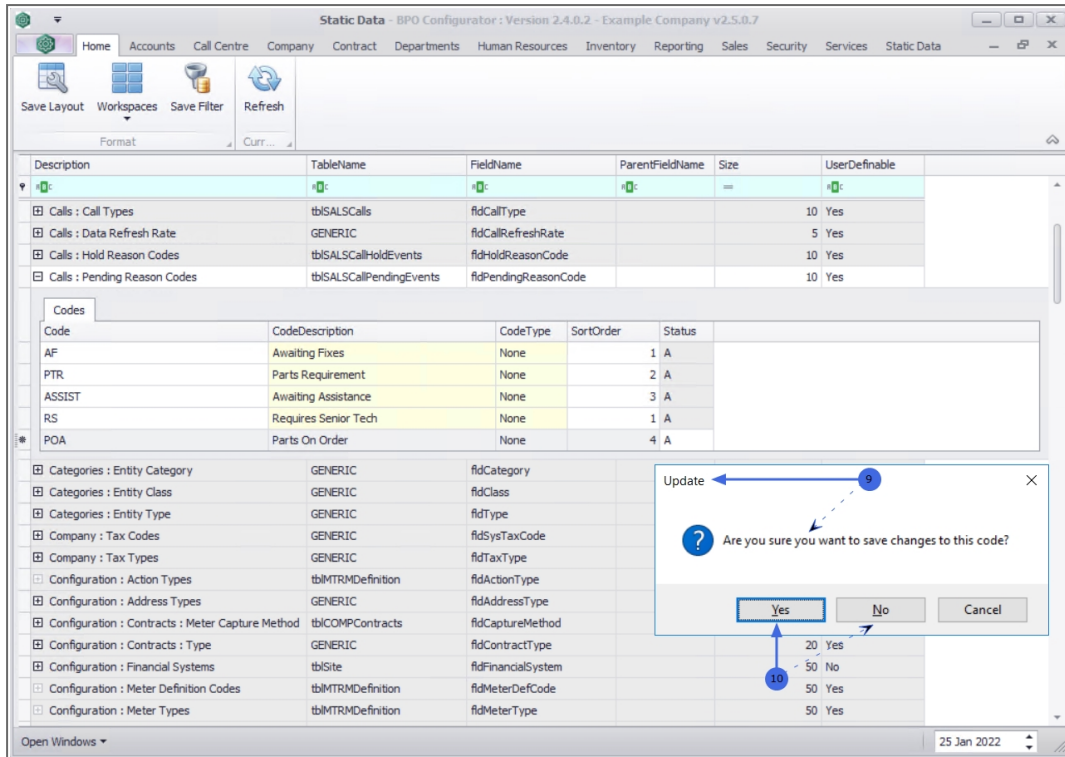 Static Data - BPO Configurator : Version 2.4.0.2 - Example Company v2.5.0.7
Home Accounts Call Centre Company Contract Departments Human Resources Inventory Reporting Sales Security Services Static Data
Save Layout Workspaces Save Filter Refresh
Format Curr...
Description TableName FieldName ParentFieldName Size UserDefinable
ABC ABC ABC ABC = ABC
Calls : Call Types tblSALSCalls fldCallType 10 Yes
Calls : Data Refresh Rate GENERIC fldCallRefreshRate 5 Yes
Calls : Hold Reason Codes tblSALSCallHoldEvents fldHoldReasonCode 10 Yes
Calls : Pending Reason Codes tblSALSCallPendingEvents fldPendingReasonCode 10 Yes
Codes
Code CodeDescription CodeType SortOrder Status
AF Awaiting Fixes None 1 A
PTR Parts Requirement None 2 A
ASSIST Awaiting Assistance None 3 A
RS Requires Senior Tech None 1 A
POA Parts On Order None 4 A
Categories : Entity Category GENERIC fldCategory
Categories : Entity Class GENERIC fldClass
Categories : Entity Type GENERIC fldType
Company : Tax Codes GENERIC fldSysTaxCode
Company : Tax Types GENERIC fldTaxType
Configuration : Action Types tblMTRMDefinition fldActionType
Configuration : Address Types GENERIC fldAddressType
Configuration : Contracts : Meter Capture Method tblCOMPContracts fldCaptureMethod
Configuration : Contracts : Type GENERIC fldContractType 20 Yes
Configuration : Financial Systems tblSite fldFinancialSystem 50 No
Configuration : Meter Definition Codes tblMTRMDefinition fldMeterDefCode 50 Yes
Configuration : Meter Types tblMTRMDefinition fldMeterType 50 Yes
Update 9
? Are you sure you want to save changes to this code?
Yes No Cancel
10
Open Windows 25 Jan 2022